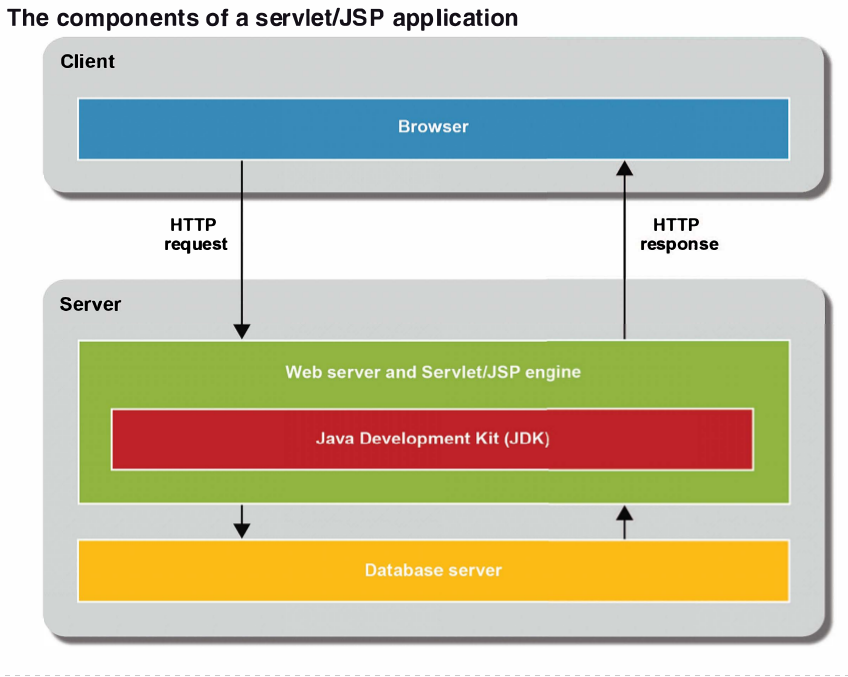 The components of a servlet/JSP application
Client
Browser
HTTP
request
HTTP
response
Server
Web server and Servlet/JSP engine
Java Development Kit (JDK)
Database server